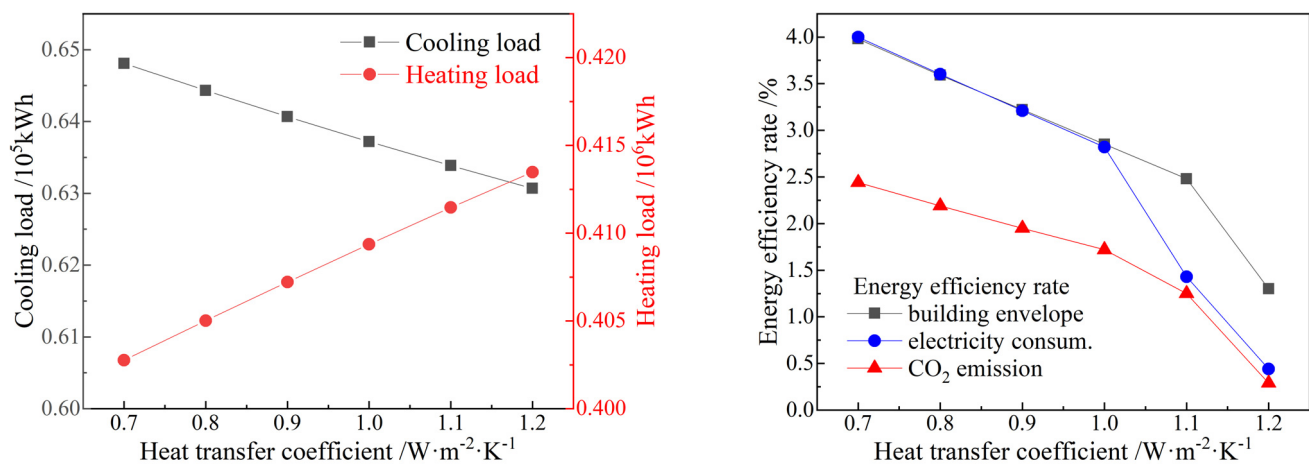 Cooling load /10⁵kWh
0.65
0.64
0.63
0.62
0.61
0.60
Cooling load
Heating load
0.420
0.415
0.410
0.405
0.400
Heating load /10⁶kWh
0.7 0.8 0.9 1.0 1.1 1.2
Heat transfer coefficient /W·m⁻²·K⁻¹
Energy efficiency rate /%
4.0
3.5
3.0
2.5
2.0
1.5
1.0
0.5
0.0
Energy efficiency rate
building envelope
electricity consum.
CO₂ emission
0.7 0.8 0.9 1.0 1.1 1.2
Heat transfer coefficient /W·m⁻²·K⁻¹